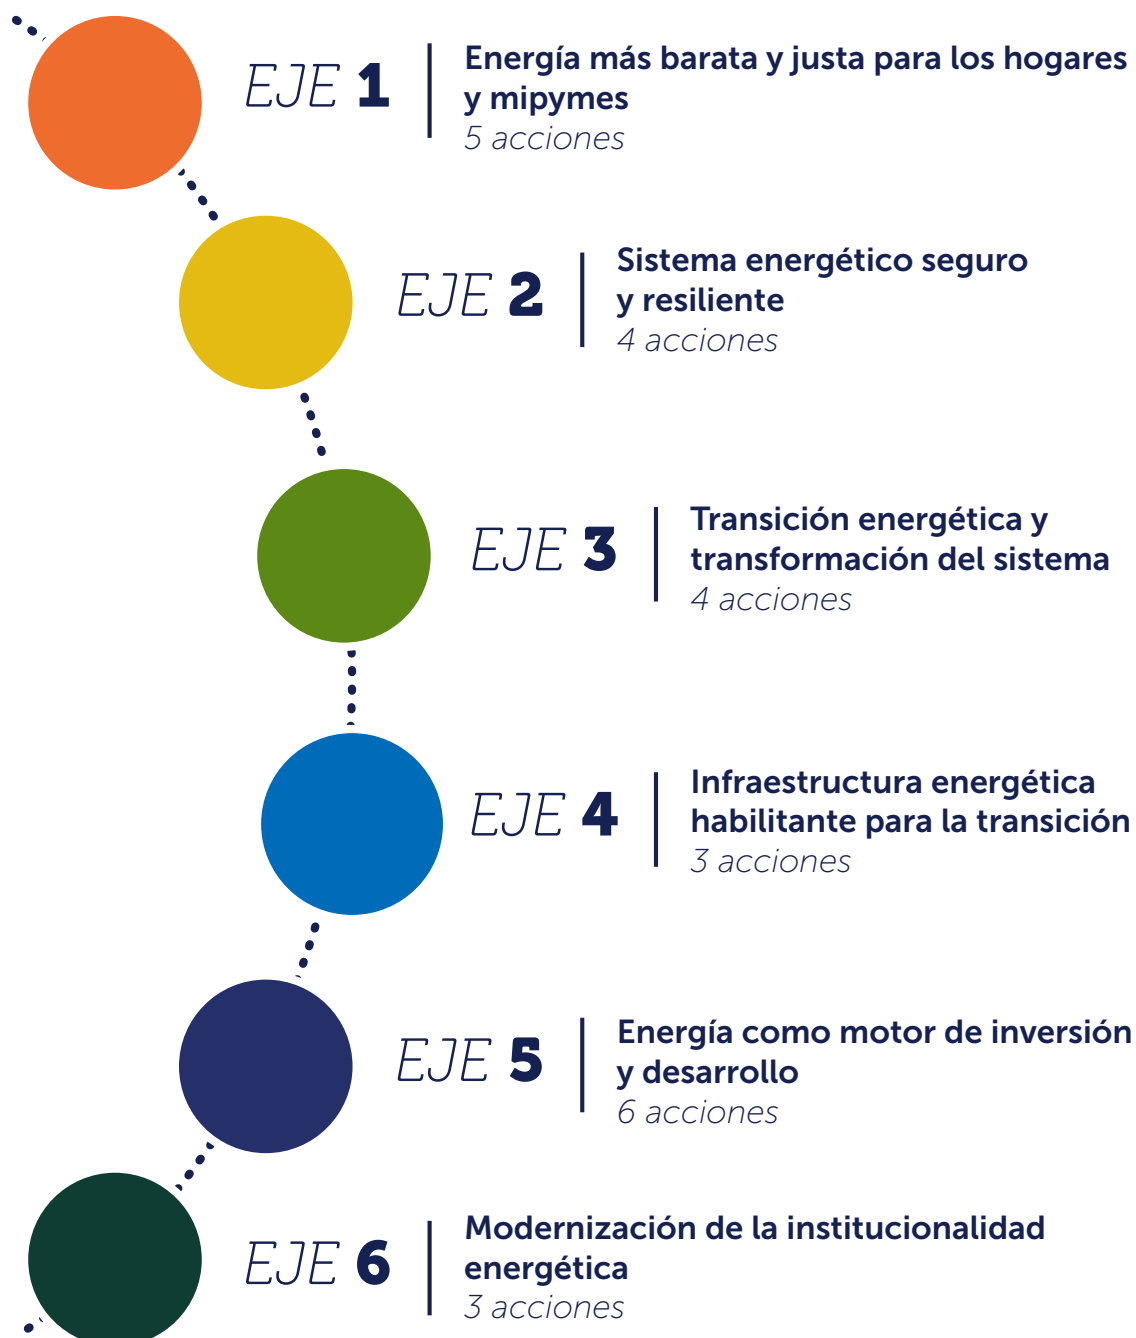 EJE 1
Energía más barata y justa para los hogares
y mipymes
5 acciones
EJE 2
Sistema energético seguro
y resiliente
4 acciones
EJE 3
Transición energética y
transformación del sistema
4 acciones
EJE 4
Infraestructura energética
habilitante para la transición
3 acciones
EJE 5
Energía como motor de inversión
y desarrollo
6 acciones
EJE 6
Modernización de la institucionalidad
energética
3 acciones